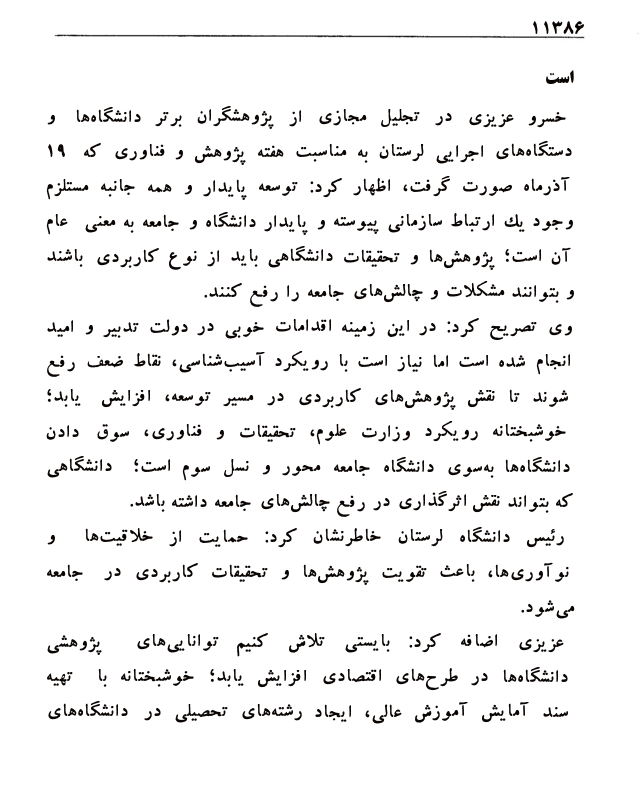 ۱۱۳۸۶
است
خسرو عزیزی در تجلیل مجازی از پژوهشگران برتر دانشگاه‌ها و
دستگاه‌های اجرایی لرستان به مناسبت هفته پژوهش و فناوری که ۱۹
آذرماه صورت گرفت، اظهار کرد: توسعه پایدار و همه جانبه مستلزم
وجود یك ارتباط سازمانی پیوسته و پایدار دانشگاه و جامعه به معنی عام
آن است؛ پژوهش‌ها و تحقیقات دانشگاهی باید از نوع کاربردی باشند
و بتوانند مشکلات و چالش‌های جامعه را رفع کنند.
وی تصریح کرد: در این زمینه اقدامات خوبی در دولت تدبیر و امید
انجام شده است اما نیاز است با رویکرد آسیب‌شناسی، نقاط ضعف رفع
شوند تا نقش پژوهش‌های کاربردی در مسیر توسعه، افزایش یابد؛
خوشبختانه رویکرد وزارت علوم، تحقیقات و فناوری، سوق دادن
دانشگاه‌ها به‌سوی دانشگاه جامعه محور و نسل سوم است؛ دانشگاهی
که بتواند نقش اثرگذاری در رفع چالش‌های جامعه داشته باشد.
رئیس دانشگاه لرستان خاطرنشان کرد: حمایت از خلاقیت‌ها و
نوآوری‌ها، باعث تقویت پژوهش‌ها و تحقیقات کاربردی در جامعه
می‌شود.
عزیزی اضافه کرد: بایستی تلاش کنیم توانایی‌های پژوهشی
دانشگاه‌ها در طرح‌های اقتصادی افزایش یابد؛ خوشبختانه با تهیه
سند آمایش آموزش عالی، ایجاد رشته‌های تحصیلی در دانشگاه‌های